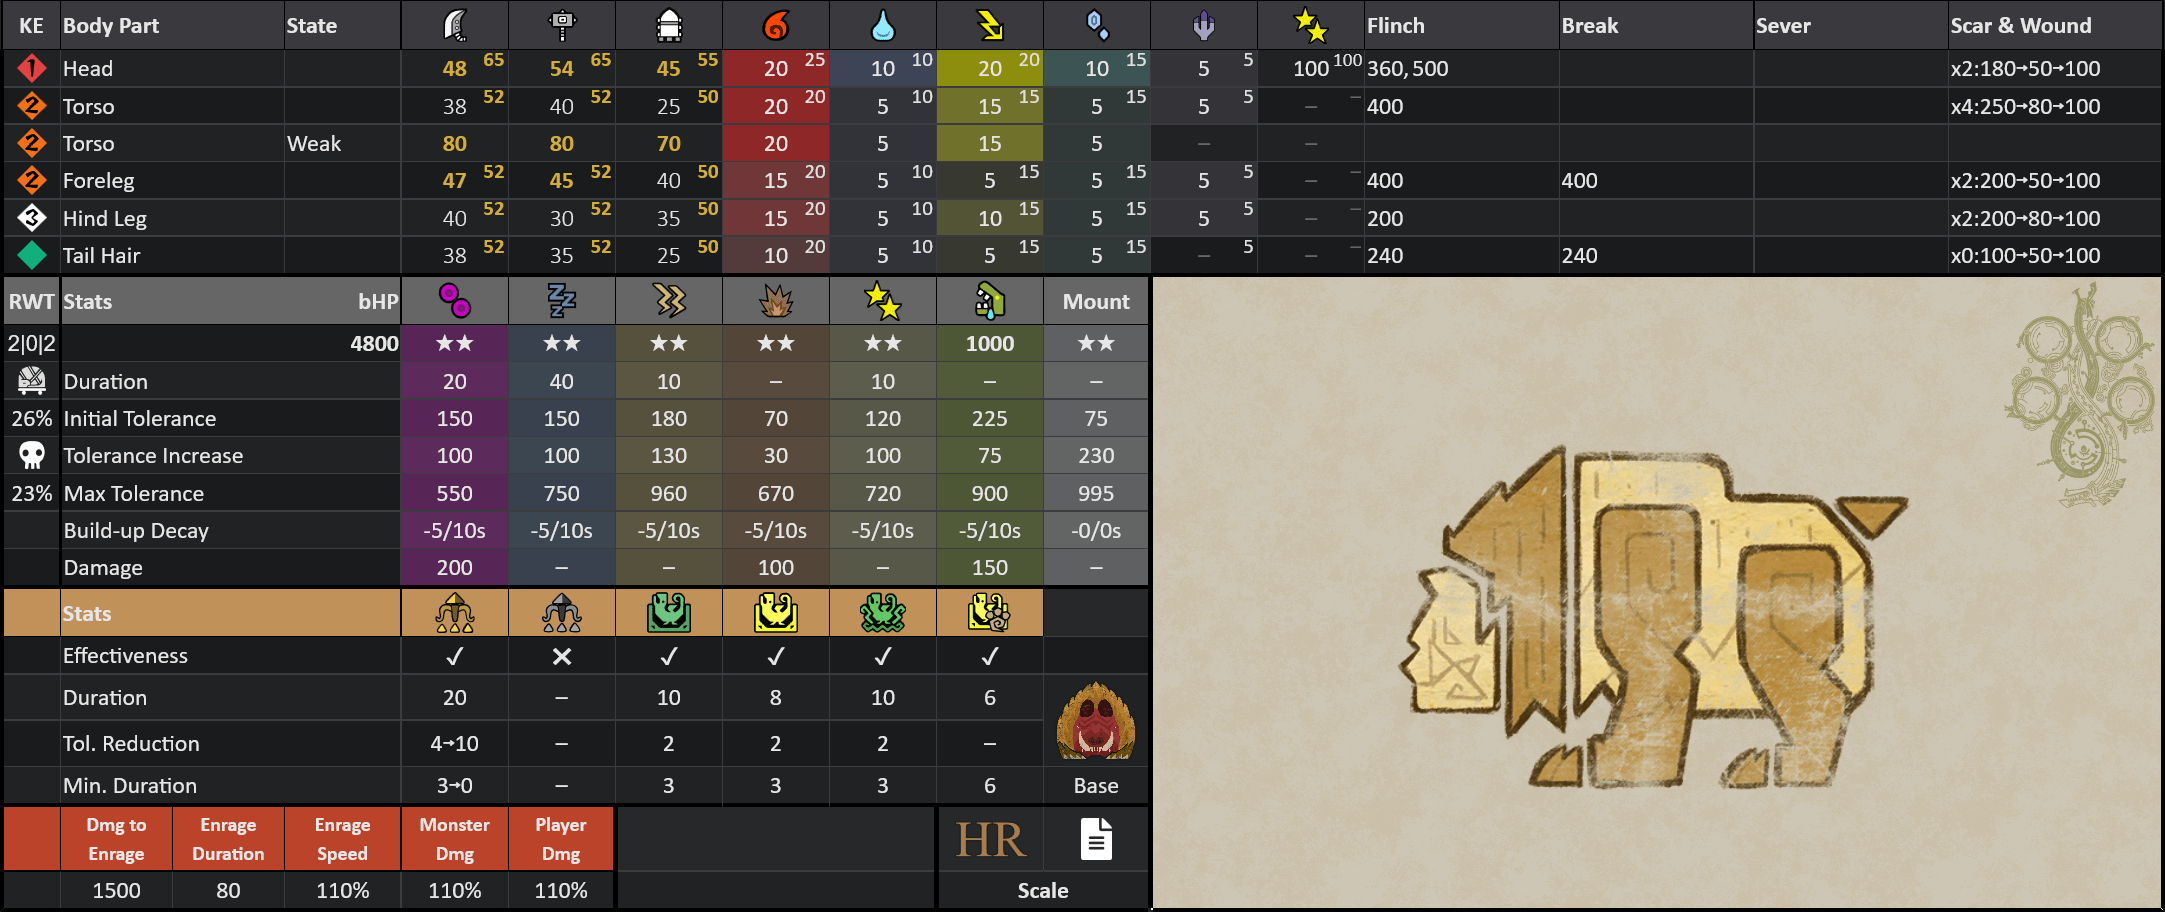 KE Body Part State Flinch Break Sever Scar & Wound
1 Head 48 65 54 65 45 55 20 25 10 10 20 20 10 15 5 5 100 100 360, 500 x2:180→50→100
2 Torso 38 52 40 52 25 50 20 20 5 10 15 15 5 15 5 5 – – 400 x4:250→80→100
2 Torso Weak 80 80 70 20 5 15 5 – –
2 Foreleg 47 52 45 52 40 50 15 20 5 10 5 15 5 15 5 5 – – 400 400 x2:200→50→100
3 Hind Leg 40 52 30 52 35 50 15 20 5 10 10 15 5 15 5 5 – – 200 x2:200→80→100
Tail Hair 38 52 35 52 25 50 10 20 5 10 5 15 5 15 – 5 – – 240 240 x0:100→50→100
RWT Stats bHP Mount
2|0|2 4800 ★★ ★★ ★★ ★★ ★★ 1000 ★★
Duration 20 40 10 – 10 – –
26% Initial Tolerance 150 150 180 70 120 225 75
Tolerance Increase 100 100 130 30 100 75 230
23% Max Tolerance 550 750 960 670 720 900 995
Build-up Decay -5/10s -5/10s -5/10s -5/10s -5/10s -5/10s -0/0s
Damage 200 – – 100 – 150 –
Stats
Effectiveness ✓ ✕ ✓ ✓ ✓ ✓
Duration 20 – 10 8 10 6
Tol. Reduction 4→10 – 2 2 2 –
Min. Duration 3→0 – 3 3 3 6 Base
Dmg to Enrage Enrage Duration Enrage Speed Monster Dmg Player Dmg HR
1500 80 110% 110% 110% Scale